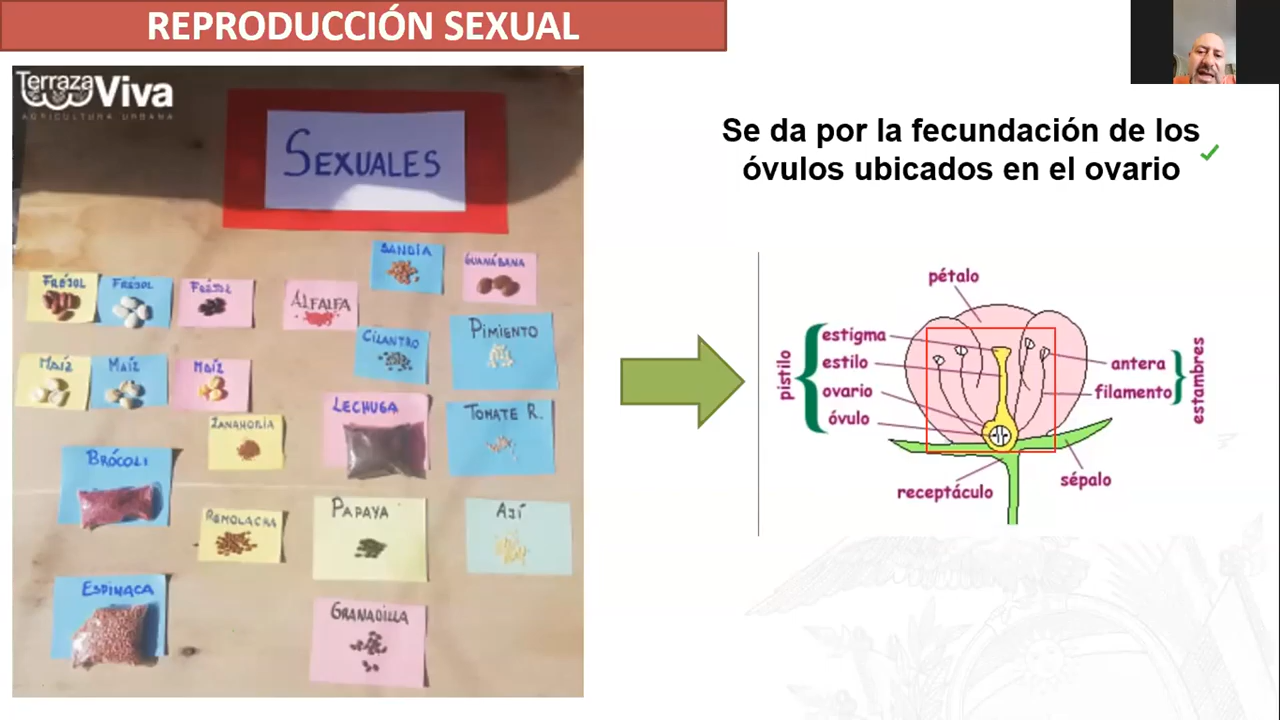 REPRODUCCIÓN SEXUAL
Terraza
Viva
AGRICULTURA URBANA
SEXUALES
SANDÍA
GUANÁBANA
FRÉJOL
FRÉJOL
FRÉJOL
ALFALFA
CILANTRO
PIMIENTO
MAÍZ
MAÍZ
MAÍZ
ZANAHORIA
LECHUGA
TOMATE R.
BRÓCOLI
REMOLACHA
PAPAYA
AJÍ
ESPINACA
GRANADILLA
Se da por la fecundación de los
óvulos ubicados en el ovario
pétalo
pistilo
estigma
estilo
ovario
óvulo
antera
filamento
estambres
receptáculo
sépalo